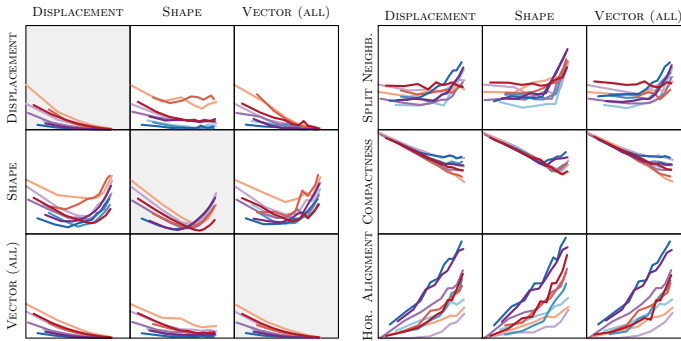 DISPLACEMENT SHAPE VECTOR (ALL)
DISPLACEMENT
SHAPE
VECTOR (ALL)
DISPLACEMENT SHAPE VECTOR (ALL)
SPLIT NEIGHB.
COMPACTNESS
HOR. ALIGNMENT